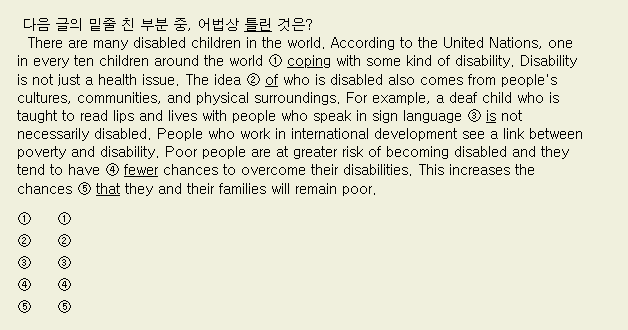 다음 글의 밑줄 친 부분 중, 어법상 틀린 것은?
There are many disabled children in the world. According to the United Nations, one
in every ten children around the world ① coping with some kind of disability. Disability
is not just a health issue. The idea ② of who is disabled also comes from people's
cultures, communities, and physical surroundings. For example, a deaf child who is
taught to read lips and lives with people who speak in sign language ③ is not
necessarily disabled. People who work in international development see a link between
poverty and disability. Poor people are at greater risk of becoming disabled and they
tend to have ④ fewer chances to overcome their disabilities. This increases the
chances ⑤ that they and their families will remain poor.
① ①
② ②
③ ③
④ ④
⑤ ⑤